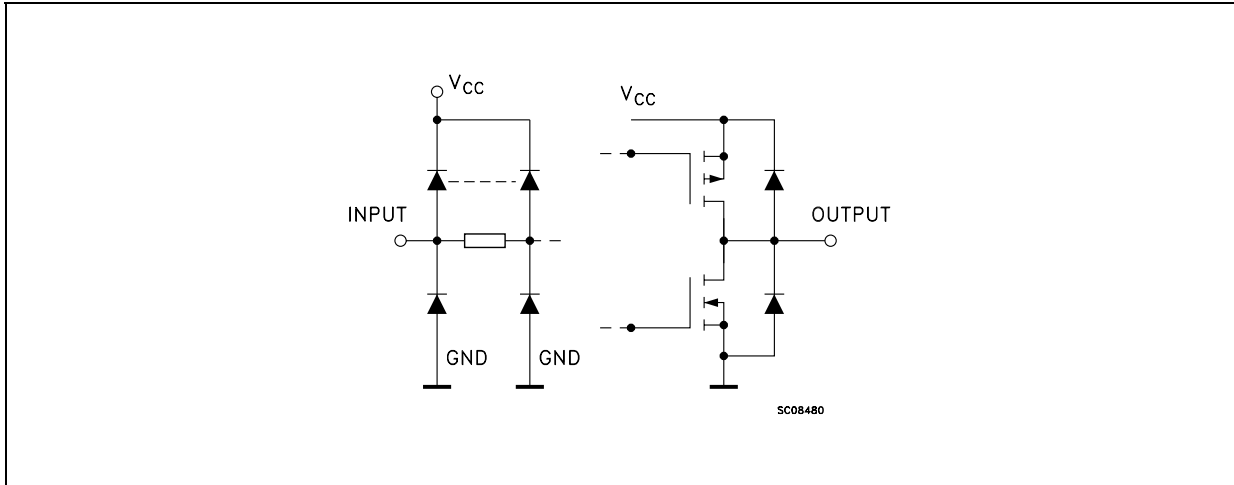 VCC
VCC
INPUT
OUTPUT
GND
GND
SC08480